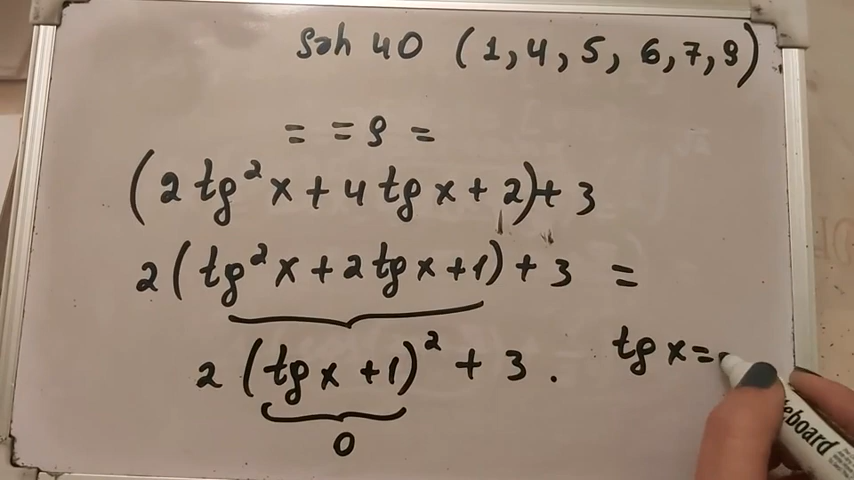 səh 40 (1, 4, 5, 6, 7, 9)
= = 9 =
(2 tg²x + 4 tg x + 2) + 3
2 (tg²x + 2 tg x + 1) + 3 =
2 (tg x + 1)² + 3 . tg x =
0
eboard